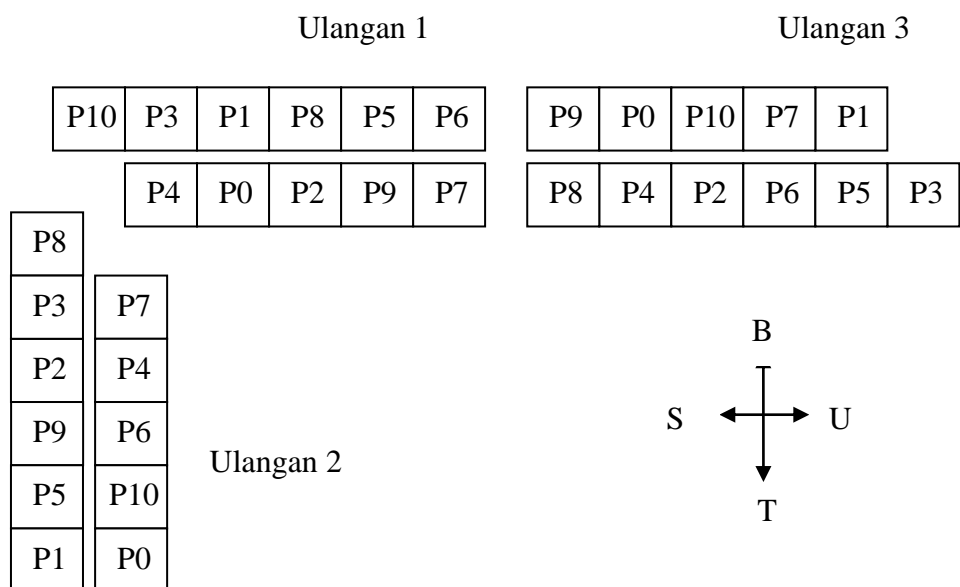 Ulangan 1 Ulangan 3
P10 P3 P1 P8 P5 P6 P9 P0 P10 P7 P1
P4 P0 P2 P9 P7 P8 P4 P2 P6 P5 P3
P8
P3 P7
P2 P4
P9 P6
P5 P10
P1 P0
Ulangan 2
B
S U
T